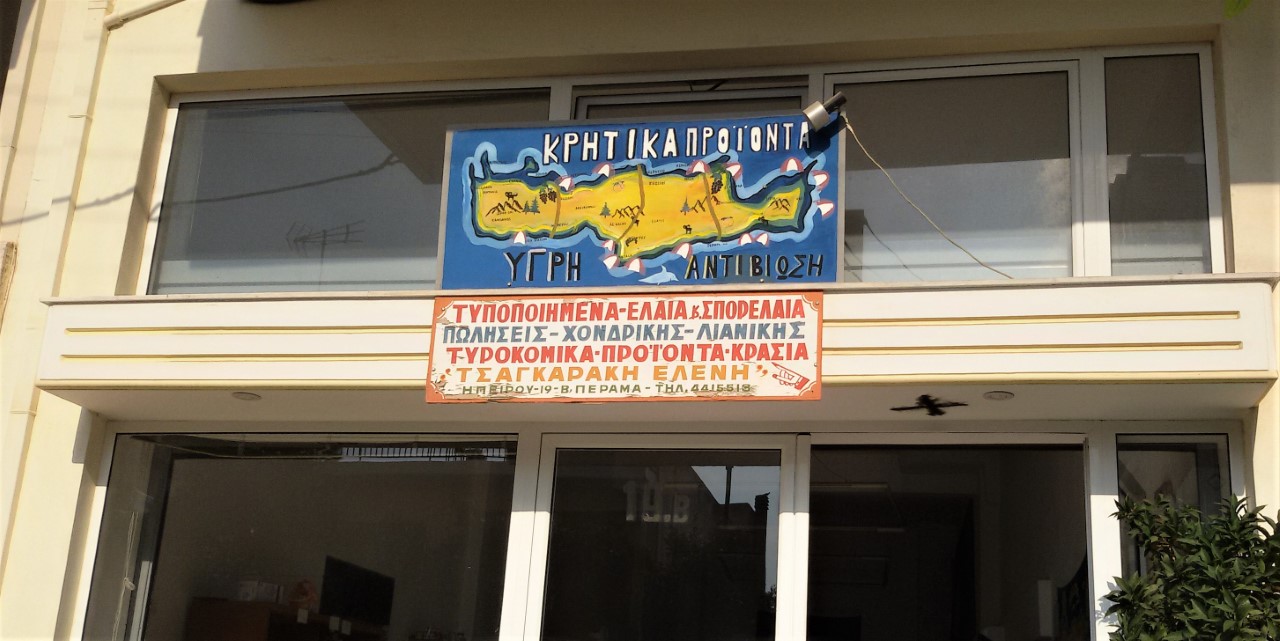 ΚΡΗΤΙΚΑ ΠΡΟΪΟΝΤΑ
ΥΓΡΗ ΑΝΤΙΒΙΩΣΗ
ΤΥΠΟΠΟΙΗΜΕΝΑ-ΕΛΑΙΑ & ΣΠΟΡΕΛΑΙΑ
ΠΩΛΗΣΕΙΣ-ΧΟΝΔΡΙΚΗΣ-ΛΙΑΝΙΚΗΣ
ΤΥΡΟΚΟΜΙΚΑ·ΠΡΟΪΟΝΤΑ·ΚΡΑΣΙΑ
ΤΣΑΓΚΑΡΑΚΗ ΕΛΕΝΗ
ΗΠΕΙΡΟΥ-19-Β, ΠΕΡΑΜΑ-ΤΗΛ, 4415513